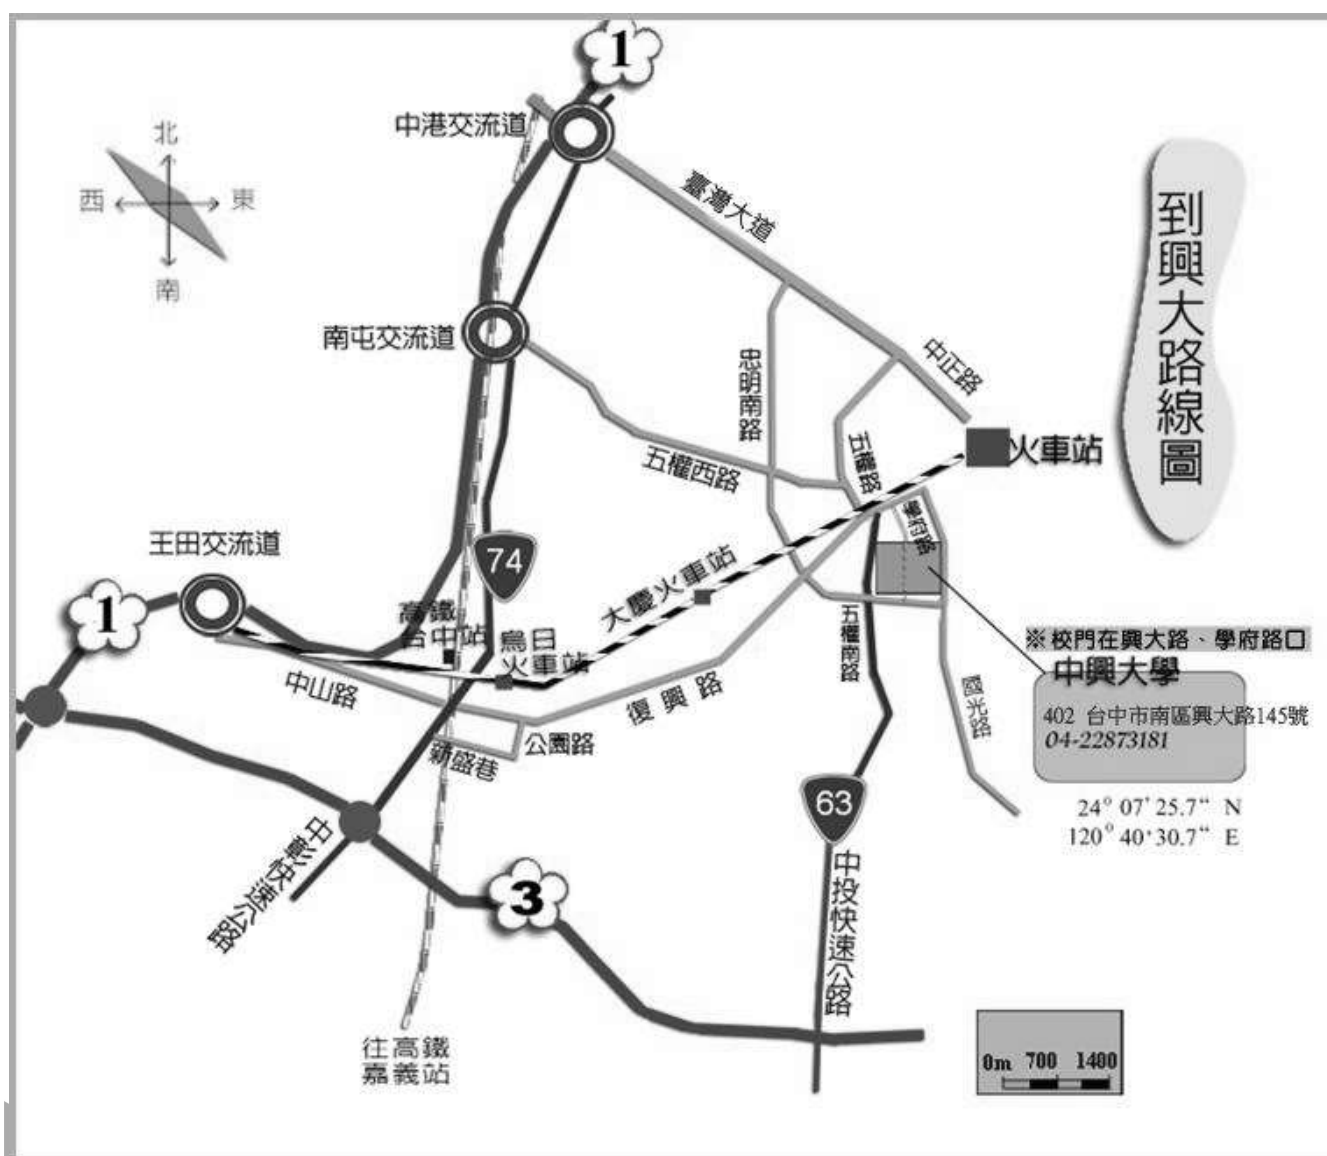 1
中港交流道
北
西
東
南
臺灣大道
到興大路線圖
南屯交流道
忠明南路
中正路
火車站
五權路
五權西路
學府路
王田交流道
74
1
大慶火車站
高鐵
台中站
烏日
火車站
五權南路
※校門在興大路、學府路口
中興大學
402 台中市南區興大路145號
04-22873181
國光路
中山路
復興路
公園路
新盛巷
24° 07' 25.7" N
120° 40' 30.7" E
63
中彰快速公路
3
中投快速公路
往高鐵
嘉義站
0m 700 1400